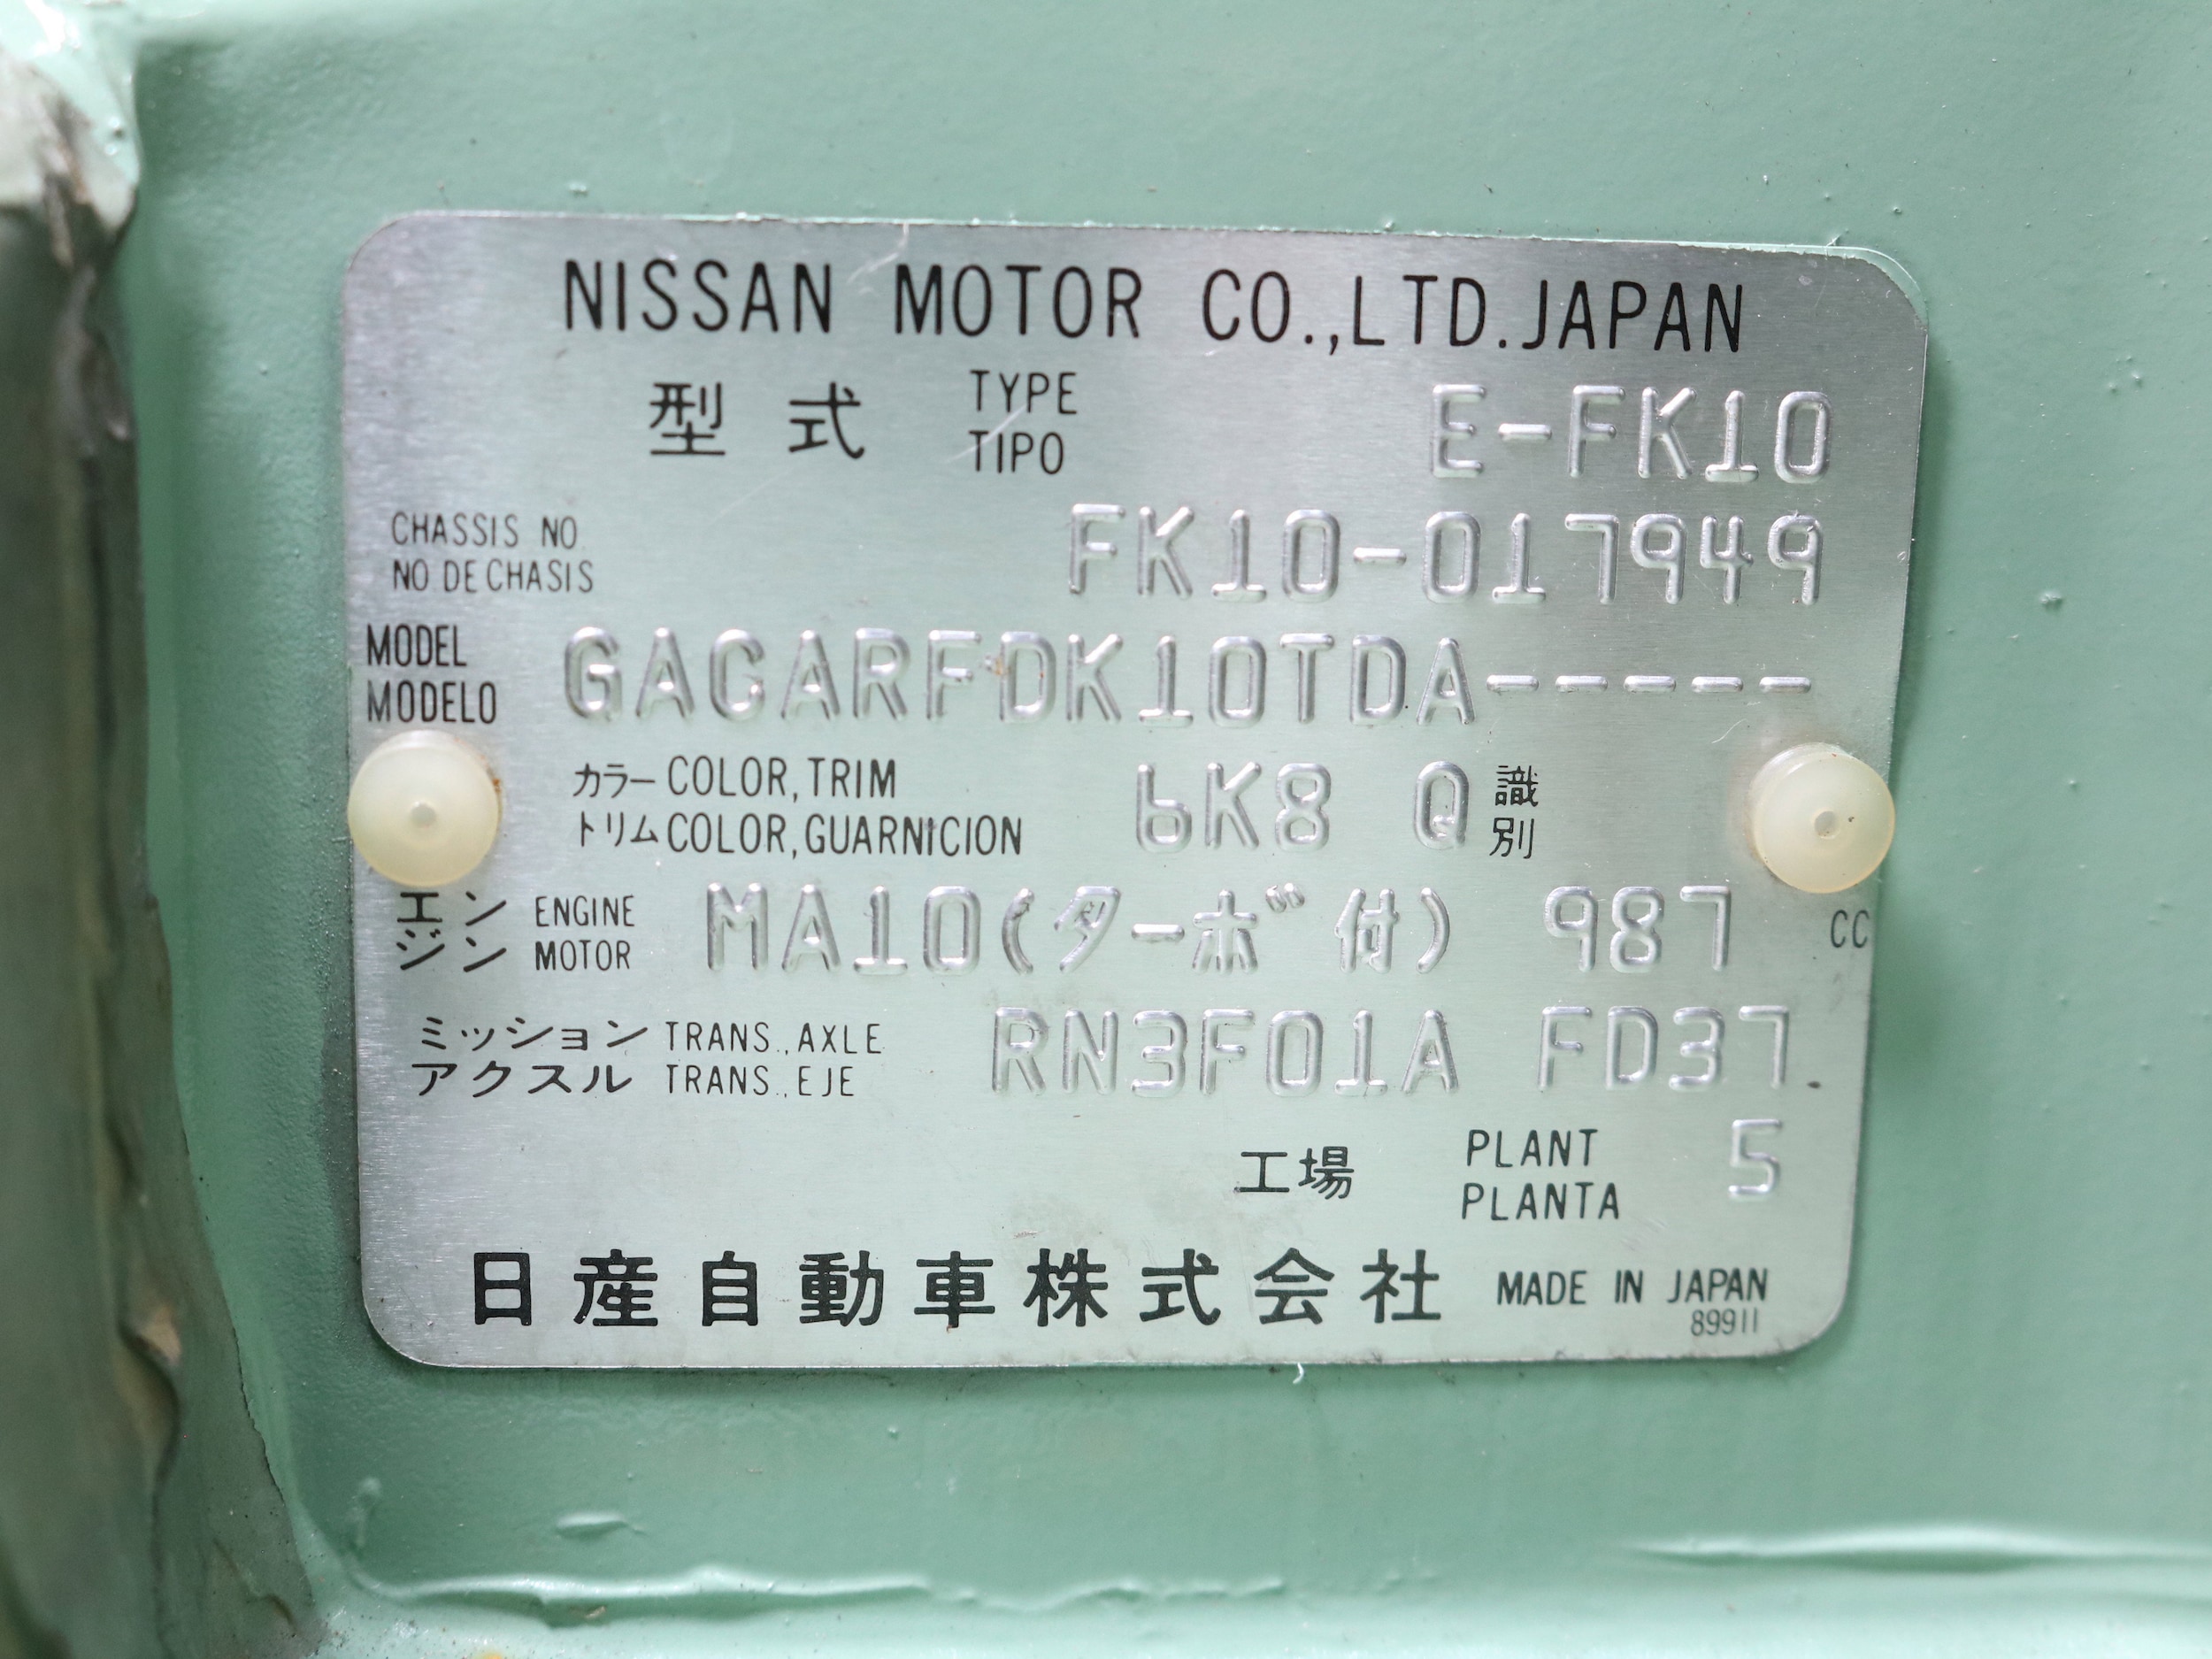 NISSAN MOTOR CO.,LTD.JAPAN
型式 TYPE E-FK10
TIPO
CHASSIS NO FK10-017949
NO DE CHASIS
MODEL GAGARFDK10TDA-----
MODELO
カラー COLOR,TRIM 6K8 Q 識別
トリム COLOR,GUARNICION
エンジン ENGINE MA10(ターボ付) 987 CC
MOTOR
ミッション TRANS.,AXLE RN3F01A FD37
アクスル TRANS.,EJE
工場 PLANT 5
PLANTA
日産自動車株式会社 MADE IN JAPAN
89911